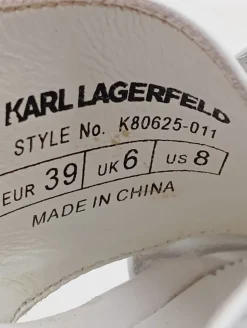 KARL LAGERFELD
STYLE No. K80625-011
EUR 39 UK 6 US 8
MADE IN CHINA